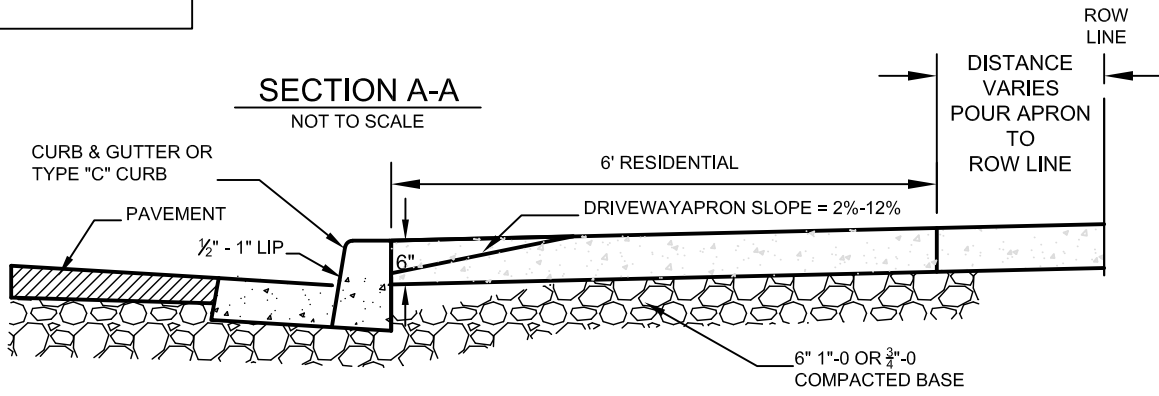 ROW
LINE
DISTANCE
VARIES
POUR APRON
TO
ROW LINE
SECTION A-A
NOT TO SCALE
CURB & GUTTER OR
TYPE "C" CURB
6' RESIDENTIAL
PAVEMENT
DRIVEWAYAPRON SLOPE = 2%-12%
½" - 1" LIP
6"
6" 1"-0 OR ¾"-0
COMPACTED BASE